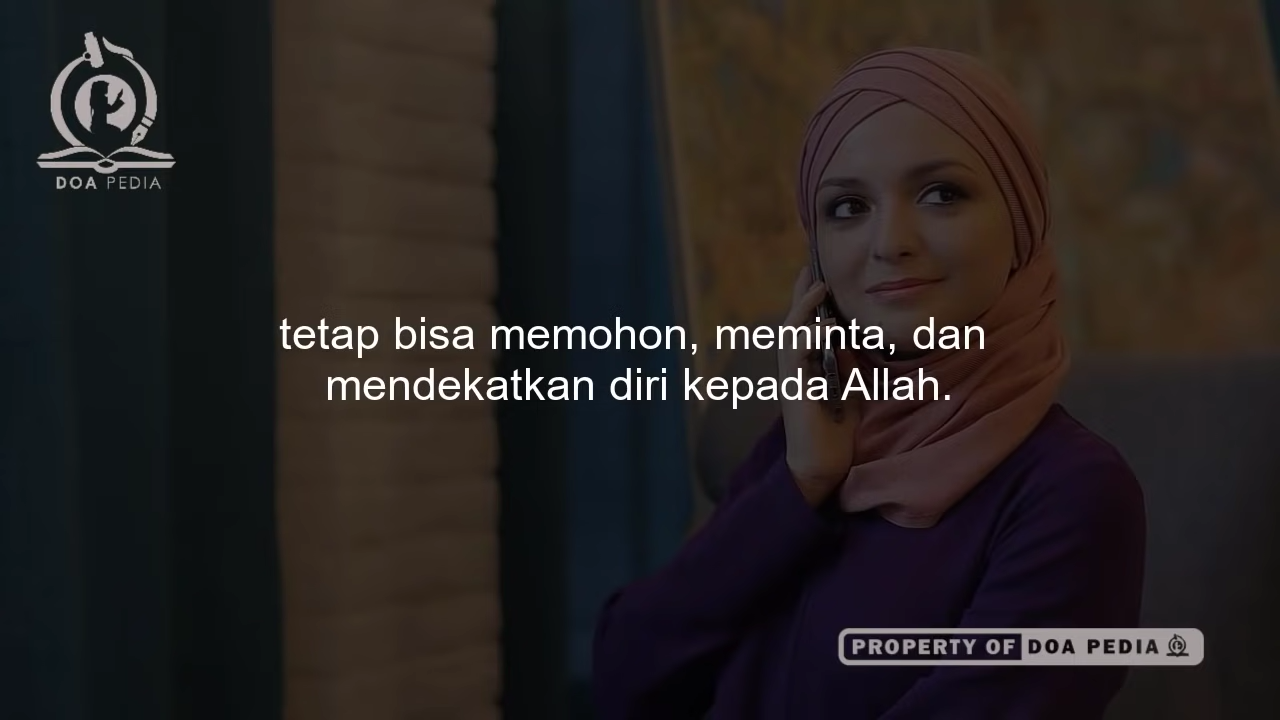 DOA PEDIA
tetap bisa memohon, meminta, dan
mendekatkan diri kepada Allah.
PROPERTY OF DOA PEDIA